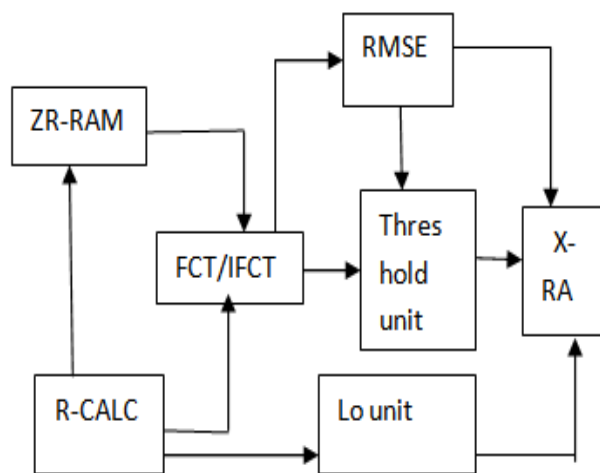 RMSE
ZR-RAM
Thres
hold
unit
X-
RA
FCT/IFCT
R-CALC
Lo unit